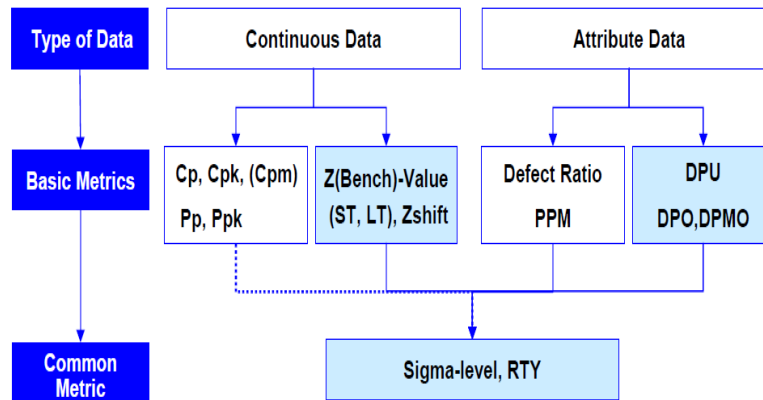 Type of Data
Continuous Data
Attribute Data
Basic Metrics
Cp, Cpk, (Cpm)
Pp, Ppk
Z(Bench)-Value
(ST, LT), Zshift
Defect Ratio
PPM
DPU
DPO,DPMO
Common
Metric
Sigma-level, RTY